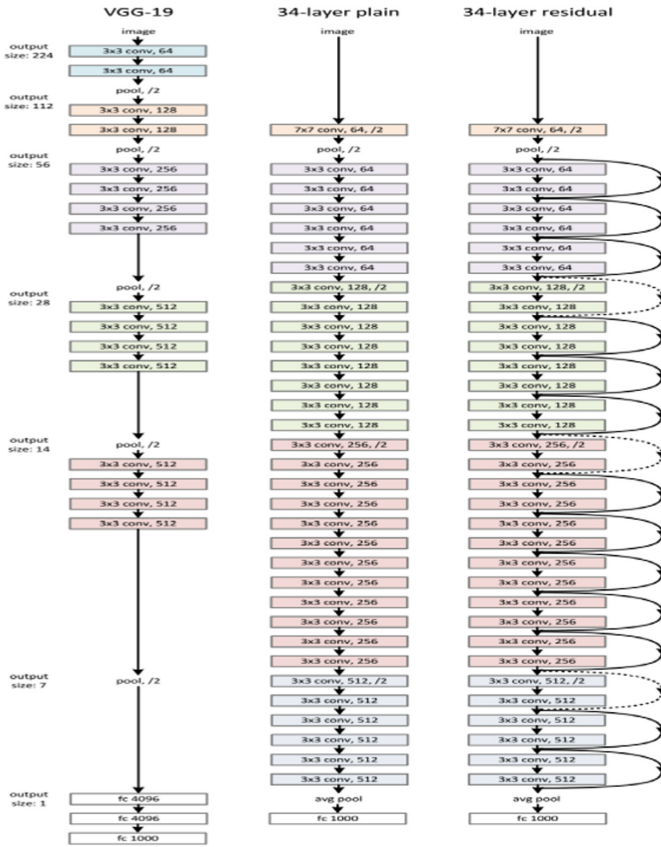 VGG-19
34-layer plain
34-layer residual
output
size: 224
output
size: 112
output
size: 56
output
size: 28
output
size: 14
output
size: 7
output
size: 1
image
3x3 conv, 64
3x3 conv, 64
pool, /2
3x3 conv, 128
3x3 conv, 128
pool, /2
3x3 conv, 256
3x3 conv, 256
3x3 conv, 256
3x3 conv, 256
pool, /2
3x3 conv, 512
3x3 conv, 512
3x3 conv, 512
3x3 conv, 512
pool, /2
3x3 conv, 512
3x3 conv, 512
3x3 conv, 512
3x3 conv, 512
pool, /2
fc 4096
fc 4096
fc 1000
image
7x7 conv, 64, /2
pool, /2
3x3 conv, 64
3x3 conv, 64
3x3 conv, 64
3x3 conv, 64
3x3 conv, 64
3x3 conv, 64
3x3 conv, 128, /2
3x3 conv, 128
3x3 conv, 128
3x3 conv, 128
3x3 conv, 128
3x3 conv, 128
3x3 conv, 128
3x3 conv, 128
3x3 conv, 256, /2
3x3 conv, 256
3x3 conv, 256
3x3 conv, 256
3x3 conv, 256
3x3 conv, 256
3x3 conv, 256
3x3 conv, 256
3x3 conv, 256
3x3 conv, 256
3x3 conv, 256
3x3 conv, 256
3x3 conv, 512, /2
3x3 conv, 512
3x3 conv, 512
3x3 conv, 512
3x3 conv, 512
3x3 conv, 512
avg pool
fc 1000
image
7x7 conv, 64, /2
pool, /2
3x3 conv, 64
3x3 conv, 64
3x3 conv, 64
3x3 conv, 64
3x3 conv, 64
3x3 conv, 64
3x3 conv, 128, /2
3x3 conv, 128
3x3 conv, 128
3x3 conv, 128
3x3 conv, 128
3x3 conv, 128
3x3 conv, 128
3x3 conv, 128
3x3 conv, 256, /2
3x3 conv, 256
3x3 conv, 256
3x3 conv, 256
3x3 conv, 256
3x3 conv, 256
3x3 conv, 256
3x3 conv, 256
3x3 conv, 256
3x3 conv, 256
3x3 conv, 256
3x3 conv, 256
3x3 conv, 512, /2
3x3 conv, 512
3x3 conv, 512
3x3 conv, 512
3x3 conv, 512
3x3 conv, 512
avg pool
fc 1000